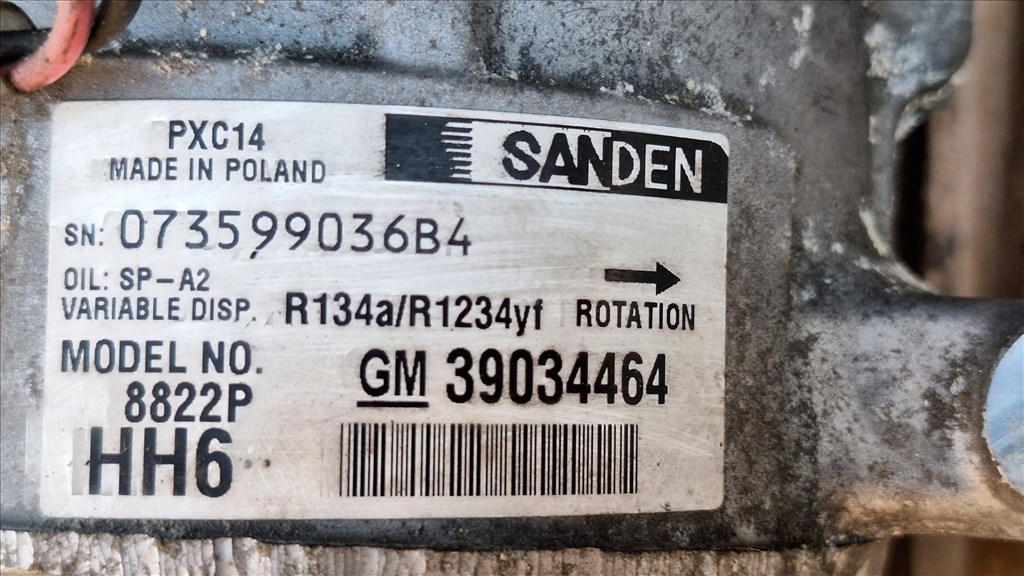 PXC14
MADE IN POLAND
SANDEN
SN: 073599036B4
OIL: SP-A2
VARIABLE DISP. R134a/R1234yf ROTATION
MODEL NO.
8822P
GM 39034464
HH6